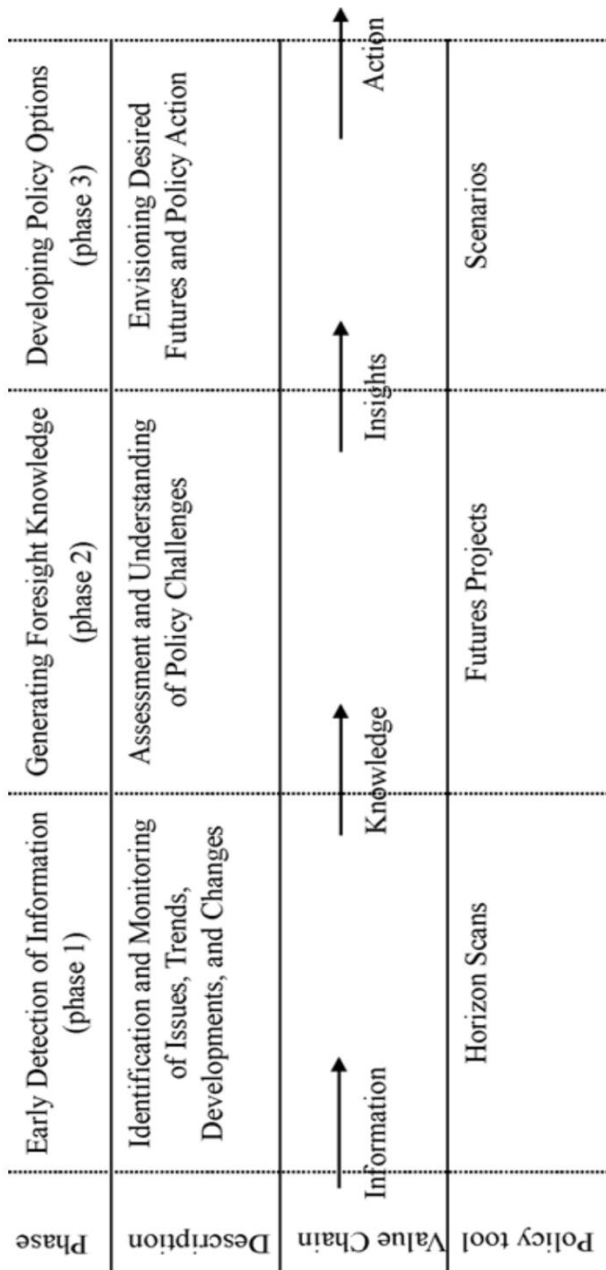 Phase
Early Detection of Information
(phase 1)
Generating Foresight Knowledge
(phase 2)
Developing Policy Options
(phase 3)
Description
Identification and Monitoring
of Issues, Trends,
Developments, and Changes
Assessment and Understanding
of Policy Challenges
Envisioning Desired
Futures and Policy Action
Value Chain
Information
Knowledge
Insights
Action
Policy tool
Horizon Scans
Futures Projects
Scenarios